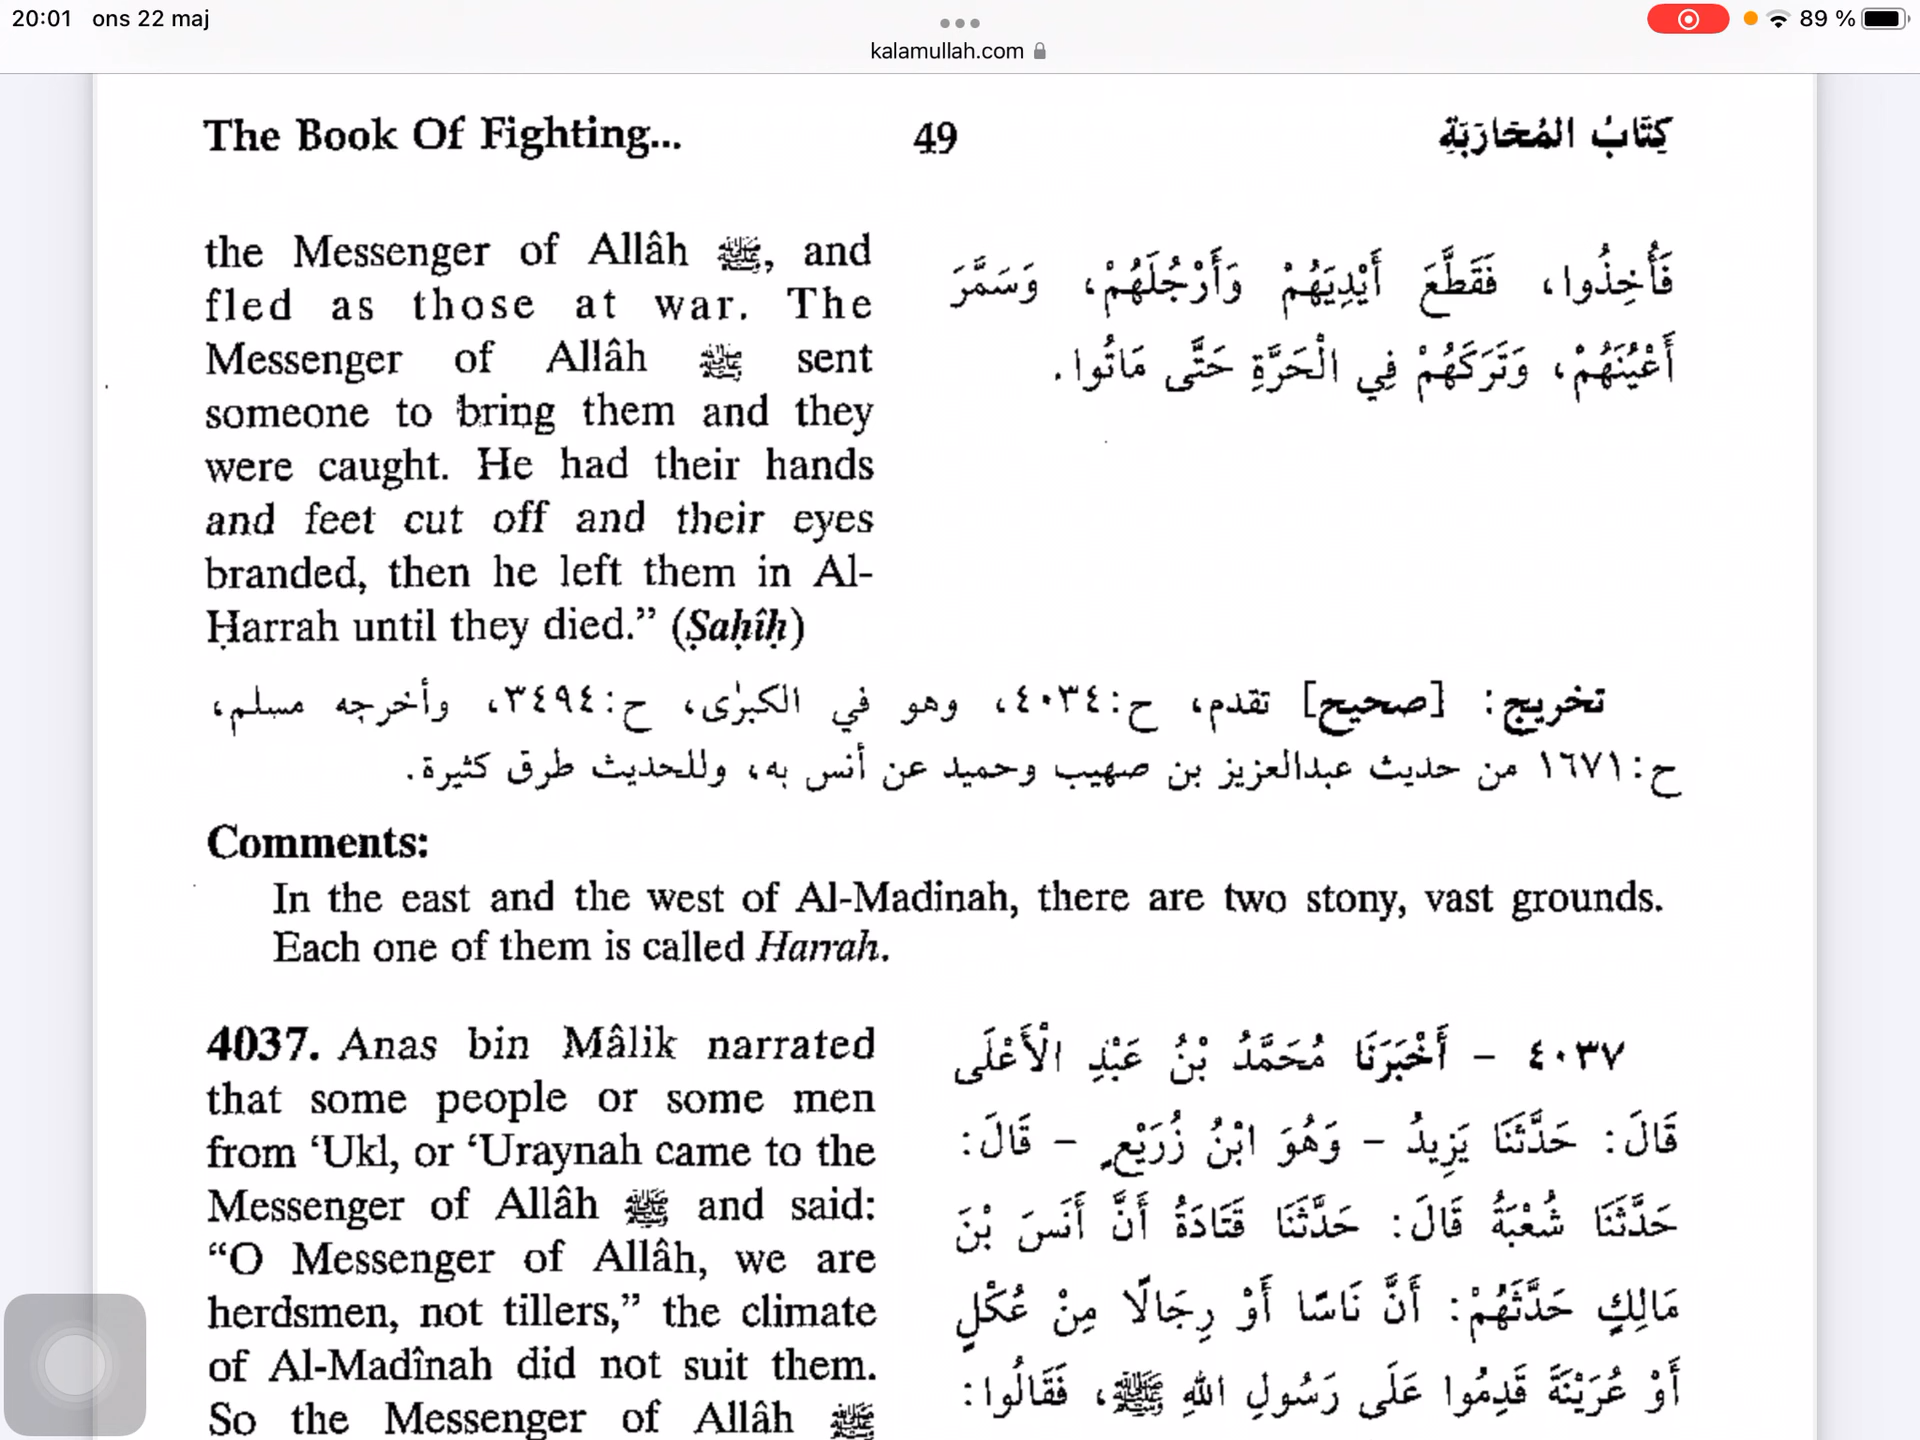 20:01 ons 22 maj
89 %
kalamullah.com
The Book Of Fighting...
49
كِتَابُ المُحَارَبَةِ
the Messenger of Allâh ﷺ, and
fled as those at war. The
Messenger of Allâh ﷺ sent
someone to bring them and they
were caught. He had their hands
and feet cut off and their eyes
branded, then he left them in Al-
Ḥarrah until they died.” (Ṣaḥîḥ)
فَأُخِذُوا، فَقَطَّعَ أَيْدِيَهُمْ وَأَرْجُلَهُمْ، وَسَمَّرَ
أَعْيُنَهُمْ، وَتَرَكَهُمْ فِي الْحَرَّةِ حَتَّى مَاتُوا.
تخريج: [صحيح] تقدم، ح:٤٠٣٤، وهو في الكبرٰى، ح:٣٤٩٤، وأخرجه مسلم،
ح:١٦٧١ من حديث عبدالعزيز بن صهيب وحميد عن أنس به، وللحديث طرق كثيرة.
Comments:
In the east and the west of Al-Madinah, there are two stony, vast grounds.
Each one of them is called Harrah.
4037. Anas bin Mâlik narrated
that some people or some men
from ‘Ukl, or ‘Uraynah came to the
Messenger of Allâh ﷺ and said:
“O Messenger of Allâh, we are
herdsmen, not tillers,” the climate
of Al-Madînah did not suit them.
So the Messenger of Allâh ﷺ
٤٠٣٧ - أَخْبَرَنَا مُحَمَّدُ بْنُ عَبْدِ الْأَعْلَى
قَالَ: حَدَّثَنَا يَزِيدُ - وَهُوَ ابْنُ زُرَيْعٍ - قَالَ:
حَدَّثَنَا شُعْبَةُ قَالَ: حَدَّثَنَا قَتَادَةُ أَنَّ أَنَسَ بْنَ
مَالِكٍ حَدَّثَهُمْ: أَنَّ نَاسًا أَوْ رِجَالًا مِنْ عُكْلٍ
أَوْ عُرَيْنَةَ قَدِمُوا عَلَى رَسُولِ اللهِ ﷺ، فَقَالُوا: